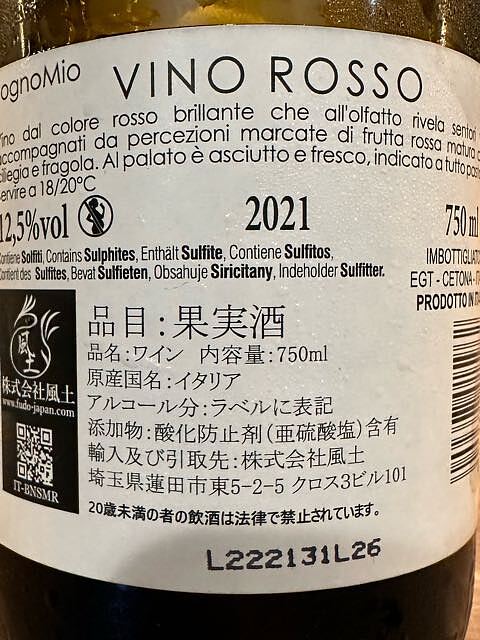 ognoMio VINO ROSSO
ino dal colore rosso brillante che all'olfatto rivela sentori
accompagnati da percezioni marcate di frutta rossa matura
ciliegia e fragola. Al palato è asciutto e fresco, indicato a tutto
servire a 18/20°C
12,5%vol 2021 750 ml
Contiene Solfiti, Contains Sulphites, Enthält Sulfite, Contiene Sulfitos,
Contient des Sulfites, Bevat Sulfieten, Obsahuje Siricitany, Indeholder Sulfitter.
IMBOTTIGLIATO
EGT - CETONA -
PRODOTTO IN
風土
株式会社風土
www.fudo-japan.com
IT-BNSMR
品目:果実酒
品名:ワイン 内容量:750ml
原産国名:イタリア
アルコール分:ラベルに表記
添加物:酸化防止剤(亜硫酸塩)含有
輸入及び引取先:株式会社風土
埼玉県蓮田市東5-2-5 クロス3ビル101
20歳未満の者の飲酒は法律で禁止されています。
L222131L26